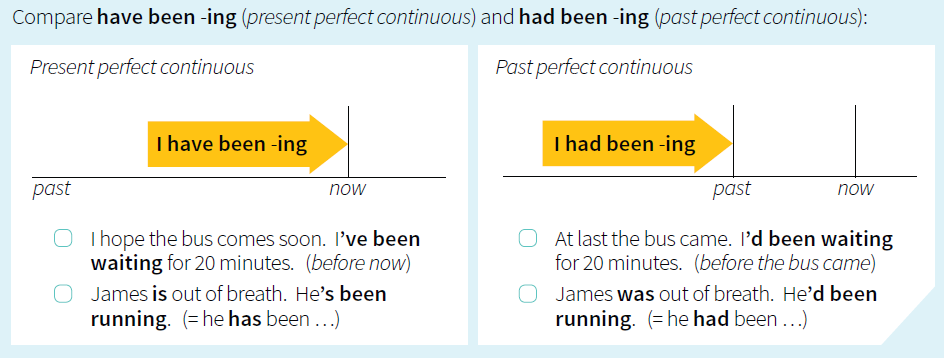 Compare have been -ing (present perfect continuous) and had been -ing (past perfect continuous):
Present perfect continuous
I have been -ing
past
now
I hope the bus comes soon. I’ve been
waiting for 20 minutes. (before now)
James is out of breath. He’s been
running. (= he has been …)
Past perfect continuous
I had been -ing
past
now
At last the bus came. I’d been waiting
for 20 minutes. (before the bus came)
James was out of breath. He’d been
running. (= he had been …)